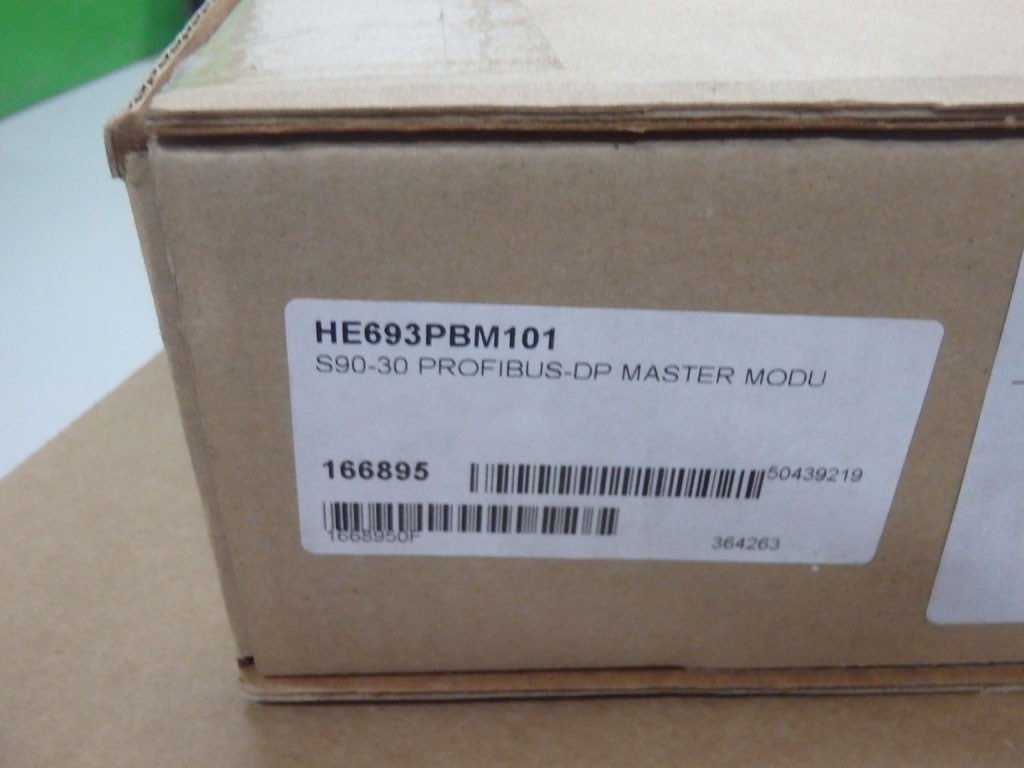 HE693PBM101
S90-30 PROFIBUS-DP MASTER MODU
166895 50439219
1668950F
364263